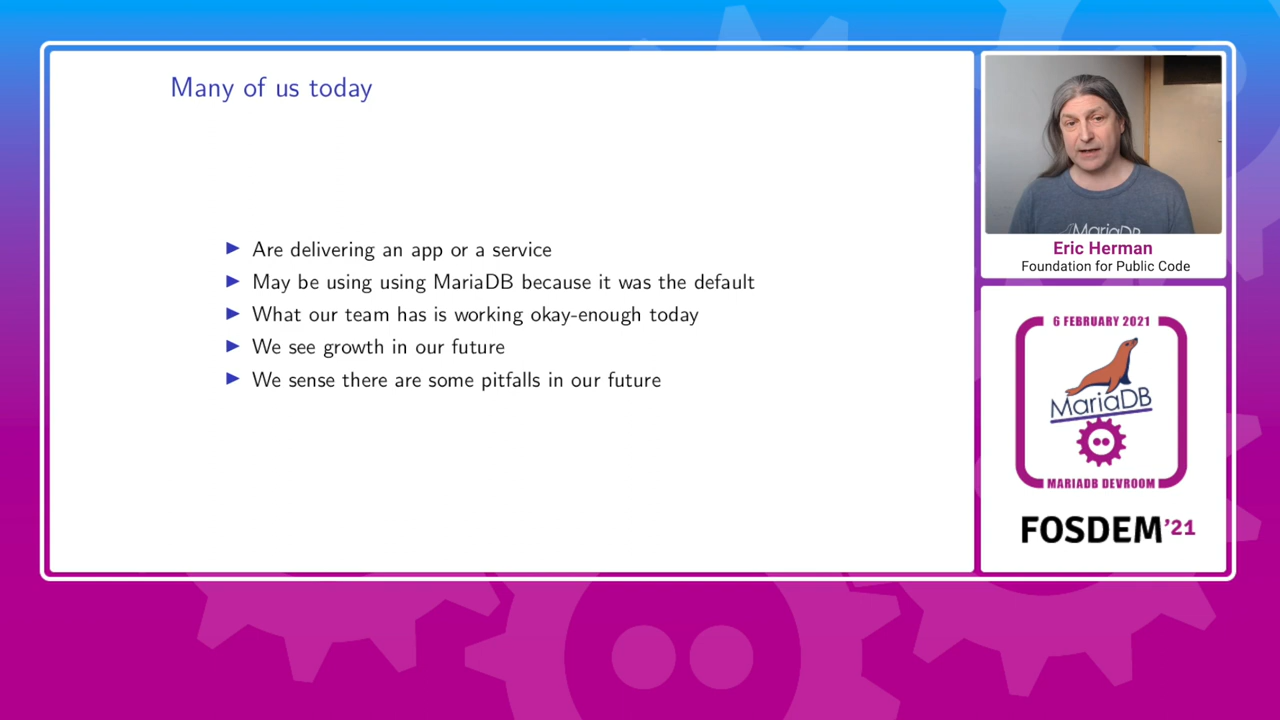 Many of us today
Are delivering an app or a service
May be using using MariaDB because it was the default
What our team has is working okay-enough today
We see growth in our future
We sense there are some pitfalls in our future
MariaDB
Eric Herman
Foundation for Public Code
6 FEBRUARY 2021
MariaDB
MARIADB DEVROOM
FOSDEM'21